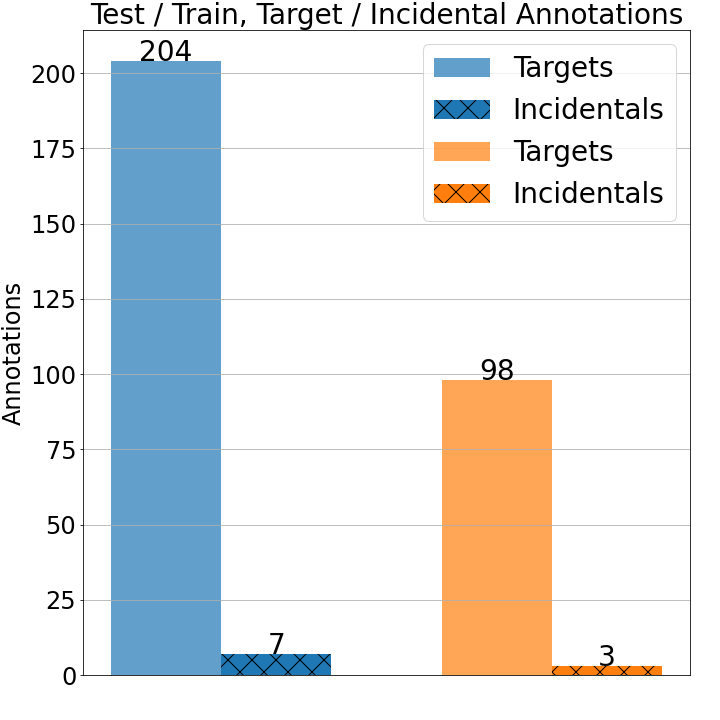 Test / Train, Target / Incidental Annotations
204
200
Targets
Incidentals
175
Targets
Incidentals
150
125
Annotations
100
98
75
50
25
7
3
0